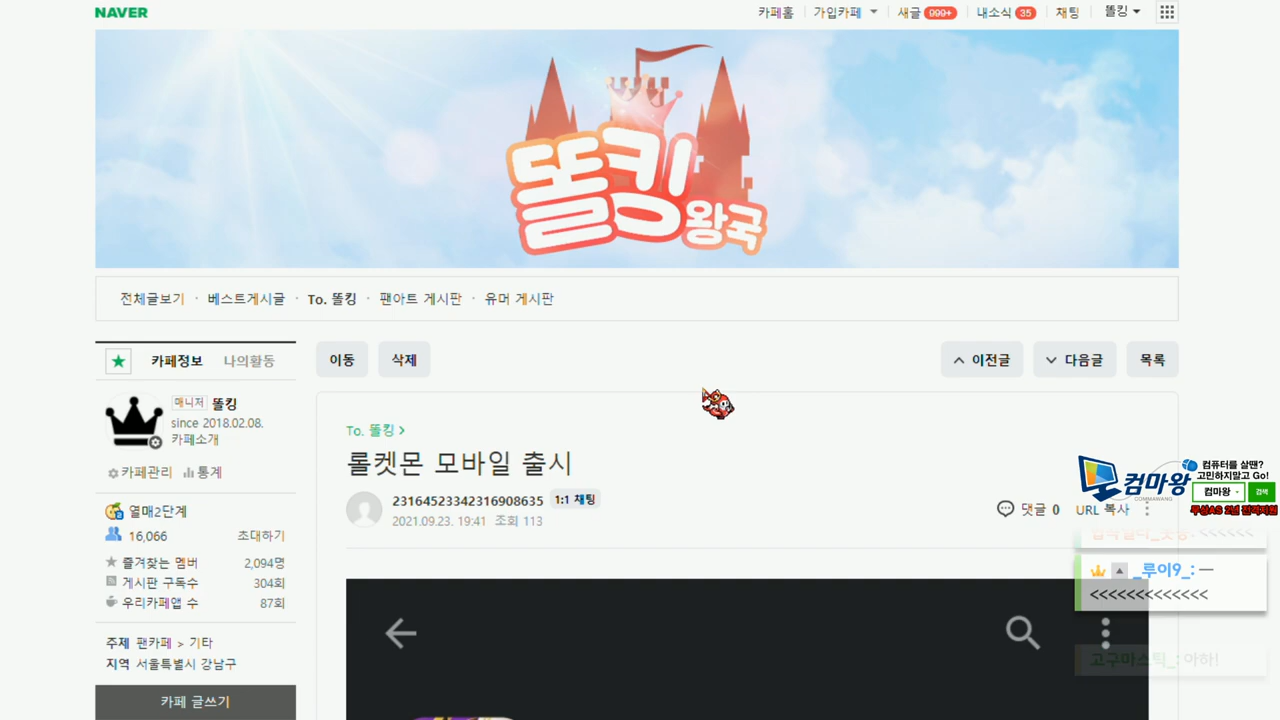 NAVER
카페홈 가입카페 새글 999+ 내소식 35 채팅 똘킹
똘킹왕국
전체글보기 · 베스트게시글 · To. 똘킹 · 팬아트 게시판 · 유머 게시판
카페정보 나의활동
이동 삭제
이전글 다음글 목록
매니저 똘킹
since 2018.02.08.
카페소개
카페관리 통계
열매2단계
16,066 초대하기
즐겨찾는 멤버 2,094명
게시판 구독수 304회
우리카페앱 수 87회
주제 팬카페 > 기타
지역 서울특별시 강남구
카페 글쓰기
To. 똘킹 >
롤켓몬 모바일 출시
23164523342316908635 1:1 채팅
2021.09.23. 19:41 조회 113
댓글 0 URL 복사
컴마왕
COMMAWANG
컴퓨터를 살땐?
고민하지말고 Go!
컴마왕 검색
무상AS 2년 전격지원
<<<<<<
_루이9_: ㅡ
<<<<<<<<<<<<<
고구마스틱_: 아하!